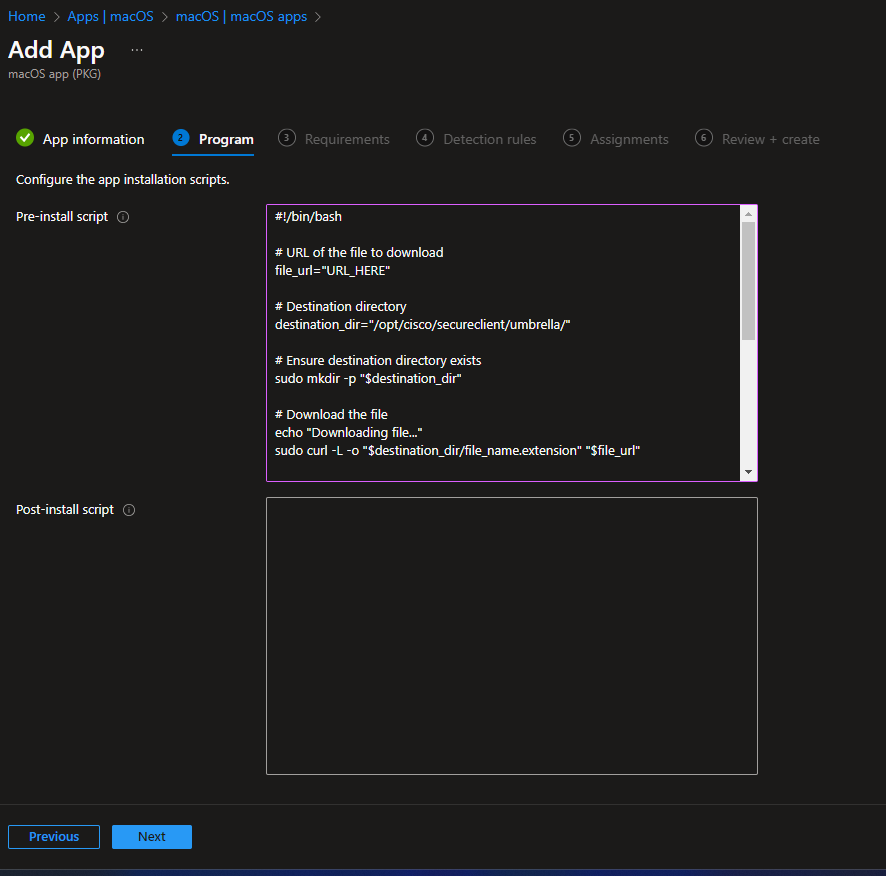 Home > Apps | macOS > macOS | macOS apps >
Add App ...
macOS app (PKG)
App information 2 Program 3 Requirements 4 Detection rules 5 Assignments 6 Review + create
Configure the app installation scripts.
Pre-install script
#!/bin/bash
# URL of the file to download
file_url="URL_HERE"
# Destination directory
destination_dir="/opt/cisco/secureclient/umbrella/"
# Ensure destination directory exists
sudo mkdir -p "$destination_dir"
# Download the file
echo "Downloading file..."
sudo curl -L -o "$destination_dir/file_name.extension" "$file_url"
Post-install script
Previous Next